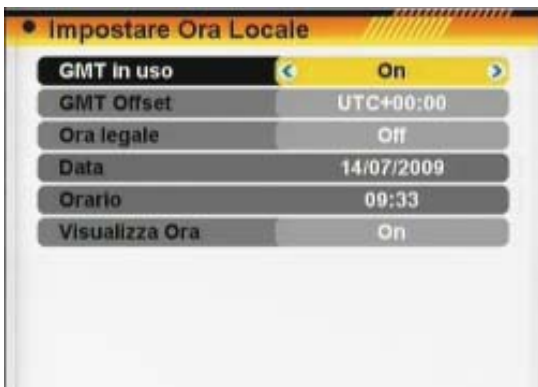 Impostare Ora Locale
GMT in uso On
GMT Offset UTC+00:00
Ora legale Off
Data 14/07/2009
Orario 09:33
Visualizza Ora On